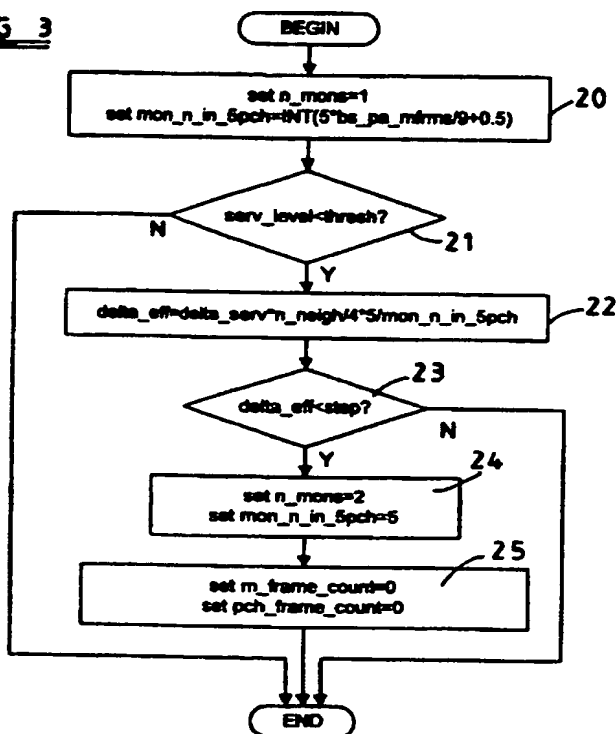 G 3
BEGIN
set n_mons=1
set mon_n_in_5pch=INT(5*bs_pa_mfrms/9+0.5)
20
serv_level<thresh?
N
21
Y
delta_eff=delta_serv*n_neigh/4*5/mon_n_in_5pch
22
23
delta_eff<step?
N
Y
24
set n_mons=2
set mon_n_in_5pch=5
25
set m_frame_count=0
set pch_frame_count=0
END